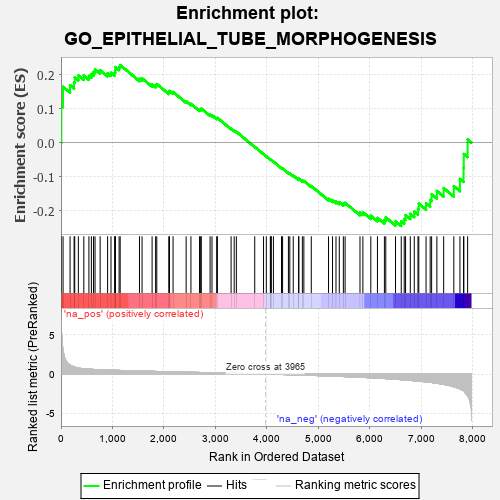 Enrichment plot:
GO_EPITHELIAL_TUBE_MORPHOGENESIS
Enrichment score (ES)
0.2
0.1
0.0
-0.1
-0.2
'na_pos' (positively correlated)
Ranked list metric (PreRanked)
5
0
-5
Zero cross at 3965
'na_neg' (negatively correlated)
0
1,000
2,000
3,000
4,000
5,000
6,000
7,000
8,000
Rank in Ordered Dataset
Enrichment profile
Hits
Ranking metric scores